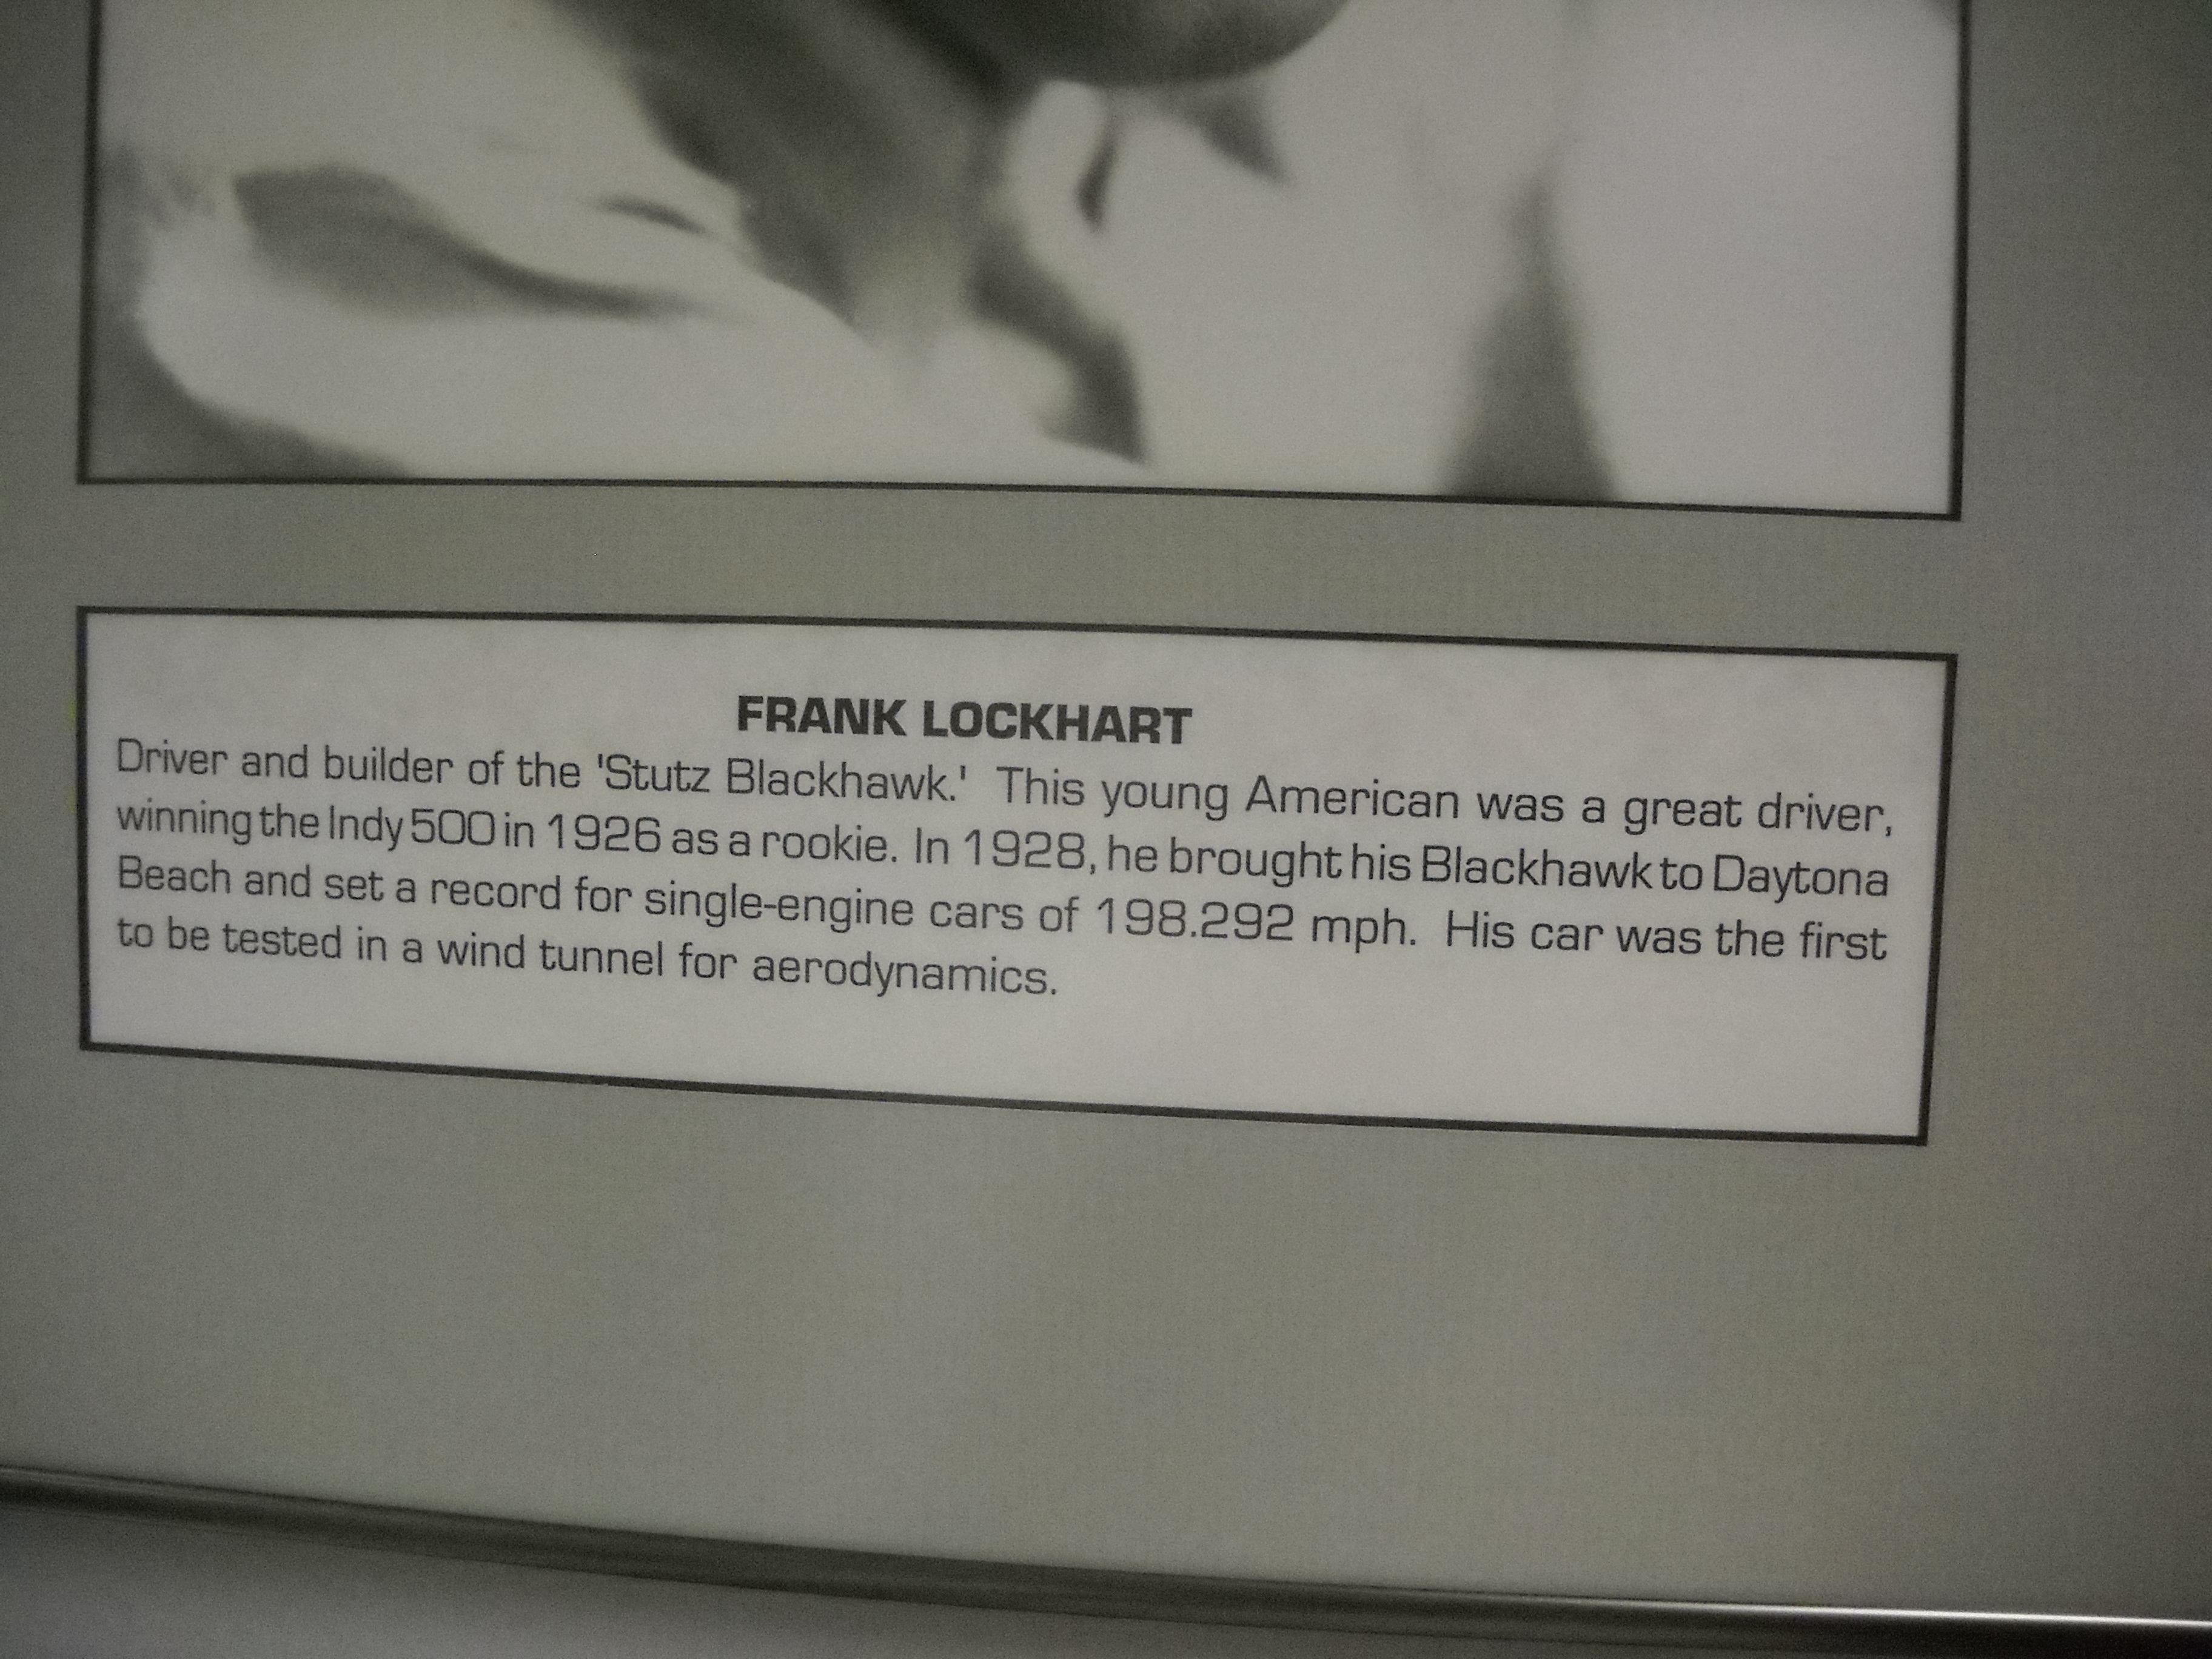 FRANK LOCKHART
Driver and builder of the 'Stutz Blackhawk.' This young American was a great driver,
winning the Indy 500 in 1926 as a rookie. In 1928, he brought his Blackhawk to Daytona
Beach and set a record for single-engine cars of 198.292 mph. His car was the first
to be tested in a wind tunnel for aerodynamics.